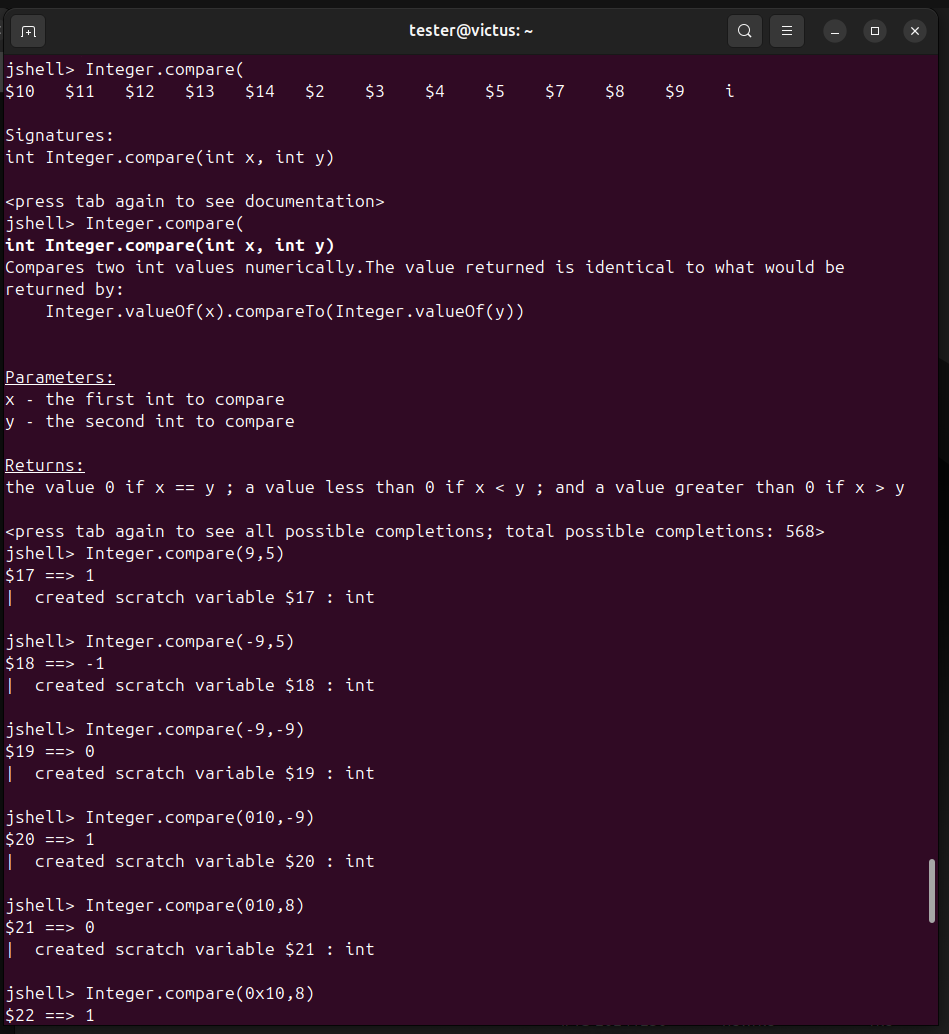 tester@victus: ~
jshell> Integer.compare(
$10   $11   $12   $13   $14   $2    $3    $4    $5    $7    $8    $9    i
Signatures:
int Integer.compare(int x, int y)
<press tab again to see documentation>
jshell> Integer.compare(
int Integer.compare(int x, int y)
Compares two int values numerically.The value returned is identical to what would be
returned by:
    Integer.valueOf(x).compareTo(Integer.valueOf(y))
Parameters:
x - the first int to compare
y - the second int to compare
Returns:
the value 0 if x == y ; a value less than 0 if x < y ; and a value greater than 0 if x > y
<press tab again to see all possible completions; total possible completions: 568>
jshell> Integer.compare(9,5)
$17 ==> 1
|  created scratch variable $17 : int
jshell> Integer.compare(-9,5)
$18 ==> -1
|  created scratch variable $18 : int
jshell> Integer.compare(-9,-9)
$19 ==> 0
|  created scratch variable $19 : int
jshell> Integer.compare(010,-9)
$20 ==> 1
|  created scratch variable $20 : int
jshell> Integer.compare(010,8)
$21 ==> 0
|  created scratch variable $21 : int
jshell> Integer.compare(0x10,8)
$22 ==> 1